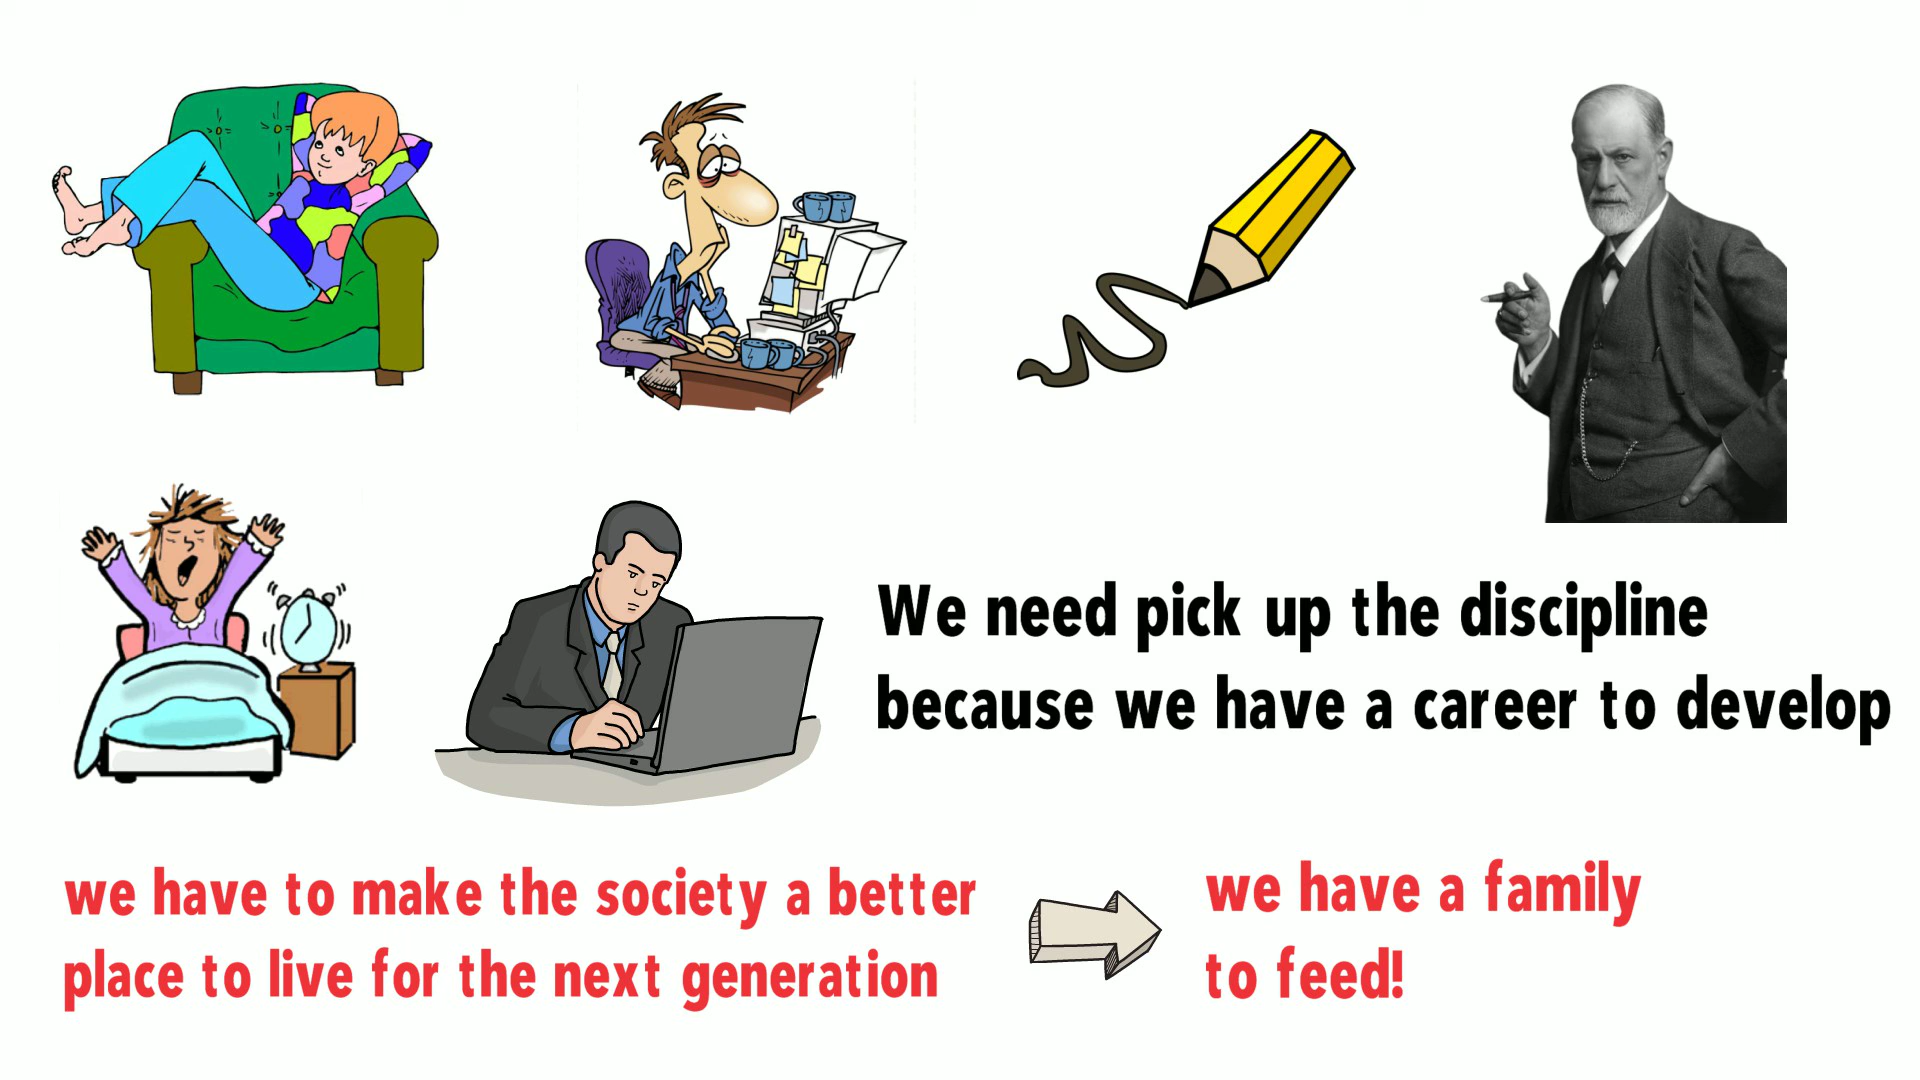 We need pick up the discipline
because we have a career to develop
we have to make the society a better
place to live for the next generation
we have a family
to feed!